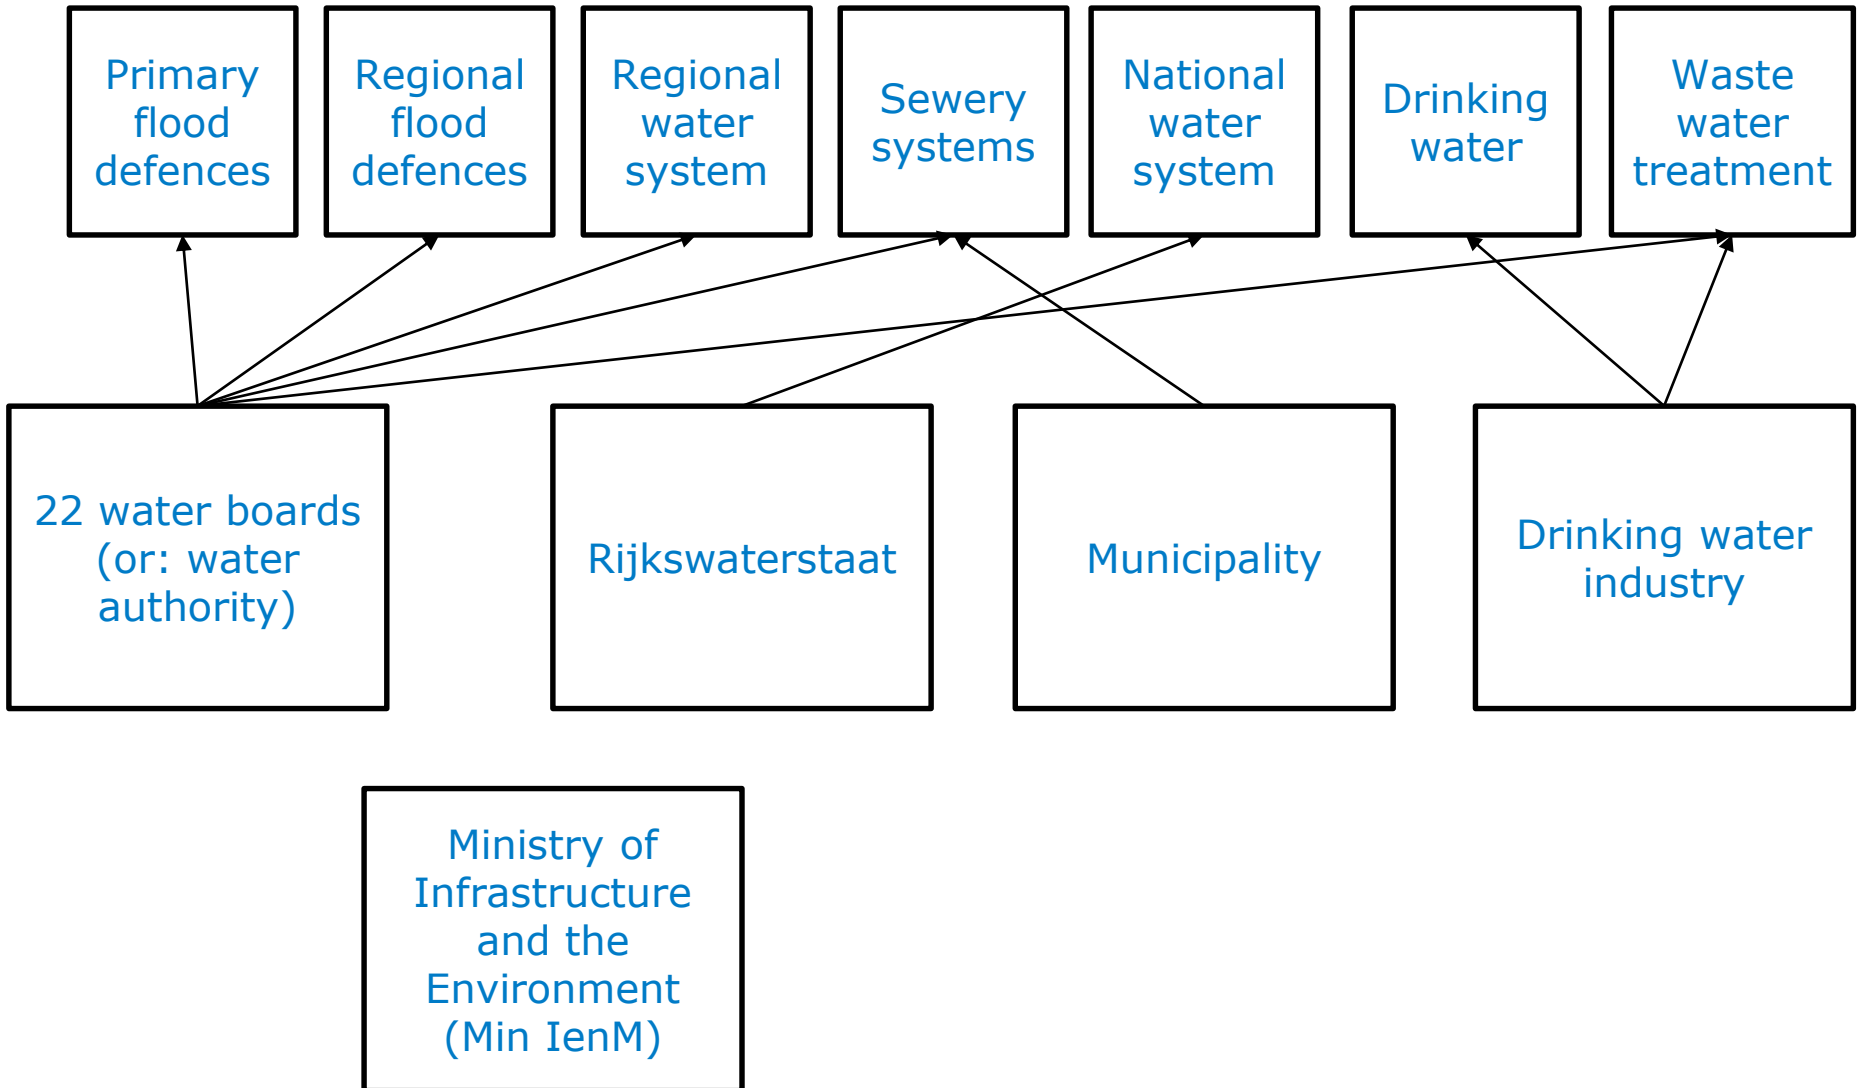 Primary
flood
defences
Regional
flood
defences
Regional
water
system
Sewery
systems
National
water
system
Drinking
water
Waste
water
treatment
22 water boards
(or: water
authority)
Rijkswaterstaat
Municipality
Drinking water
industry
Ministry of
Infrastructure
and the
Environment
(Min IenM)